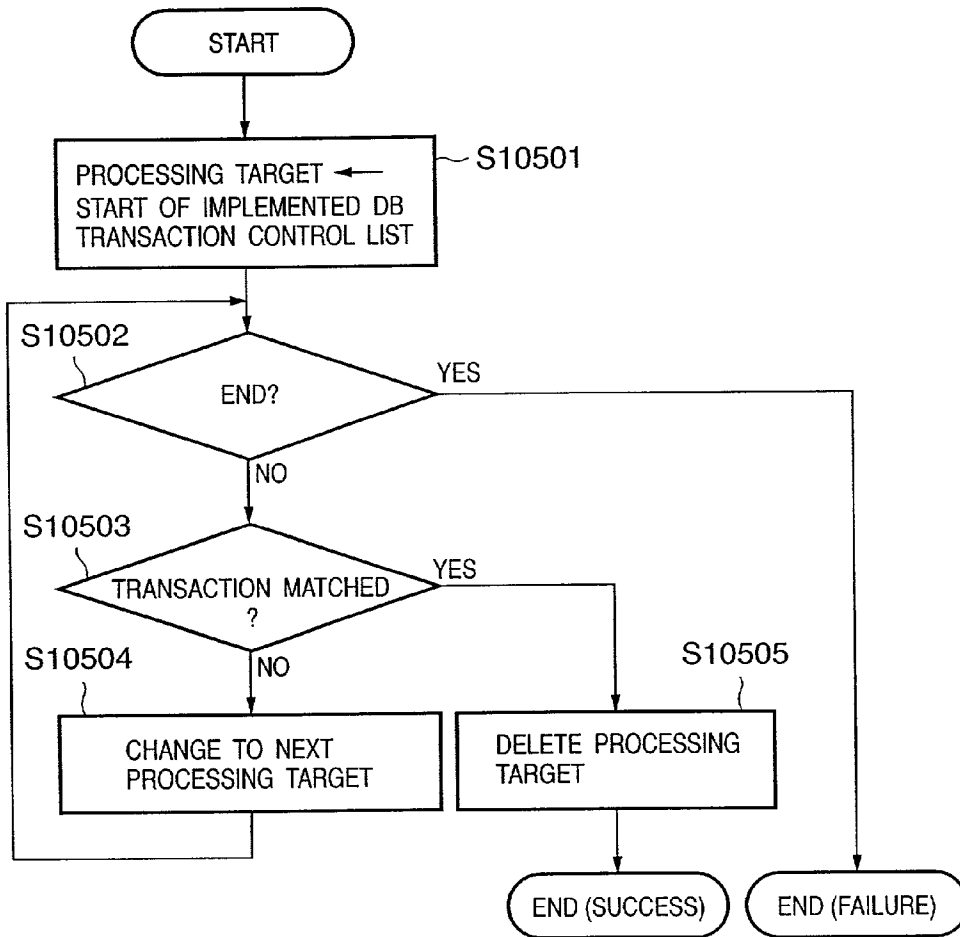 START
PROCESSING TARGET ←
START OF IMPLEMENTED DB
TRANSACTION CONTROL LIST
S10501
S10502
END?
YES
NO
S10503
TRANSACTION MATCHED
?
YES
NO
S10504
CHANGE TO NEXT
PROCESSING TARGET
S10505
DELETE PROCESSING
TARGET
END (SUCCESS)
END (FAILURE)